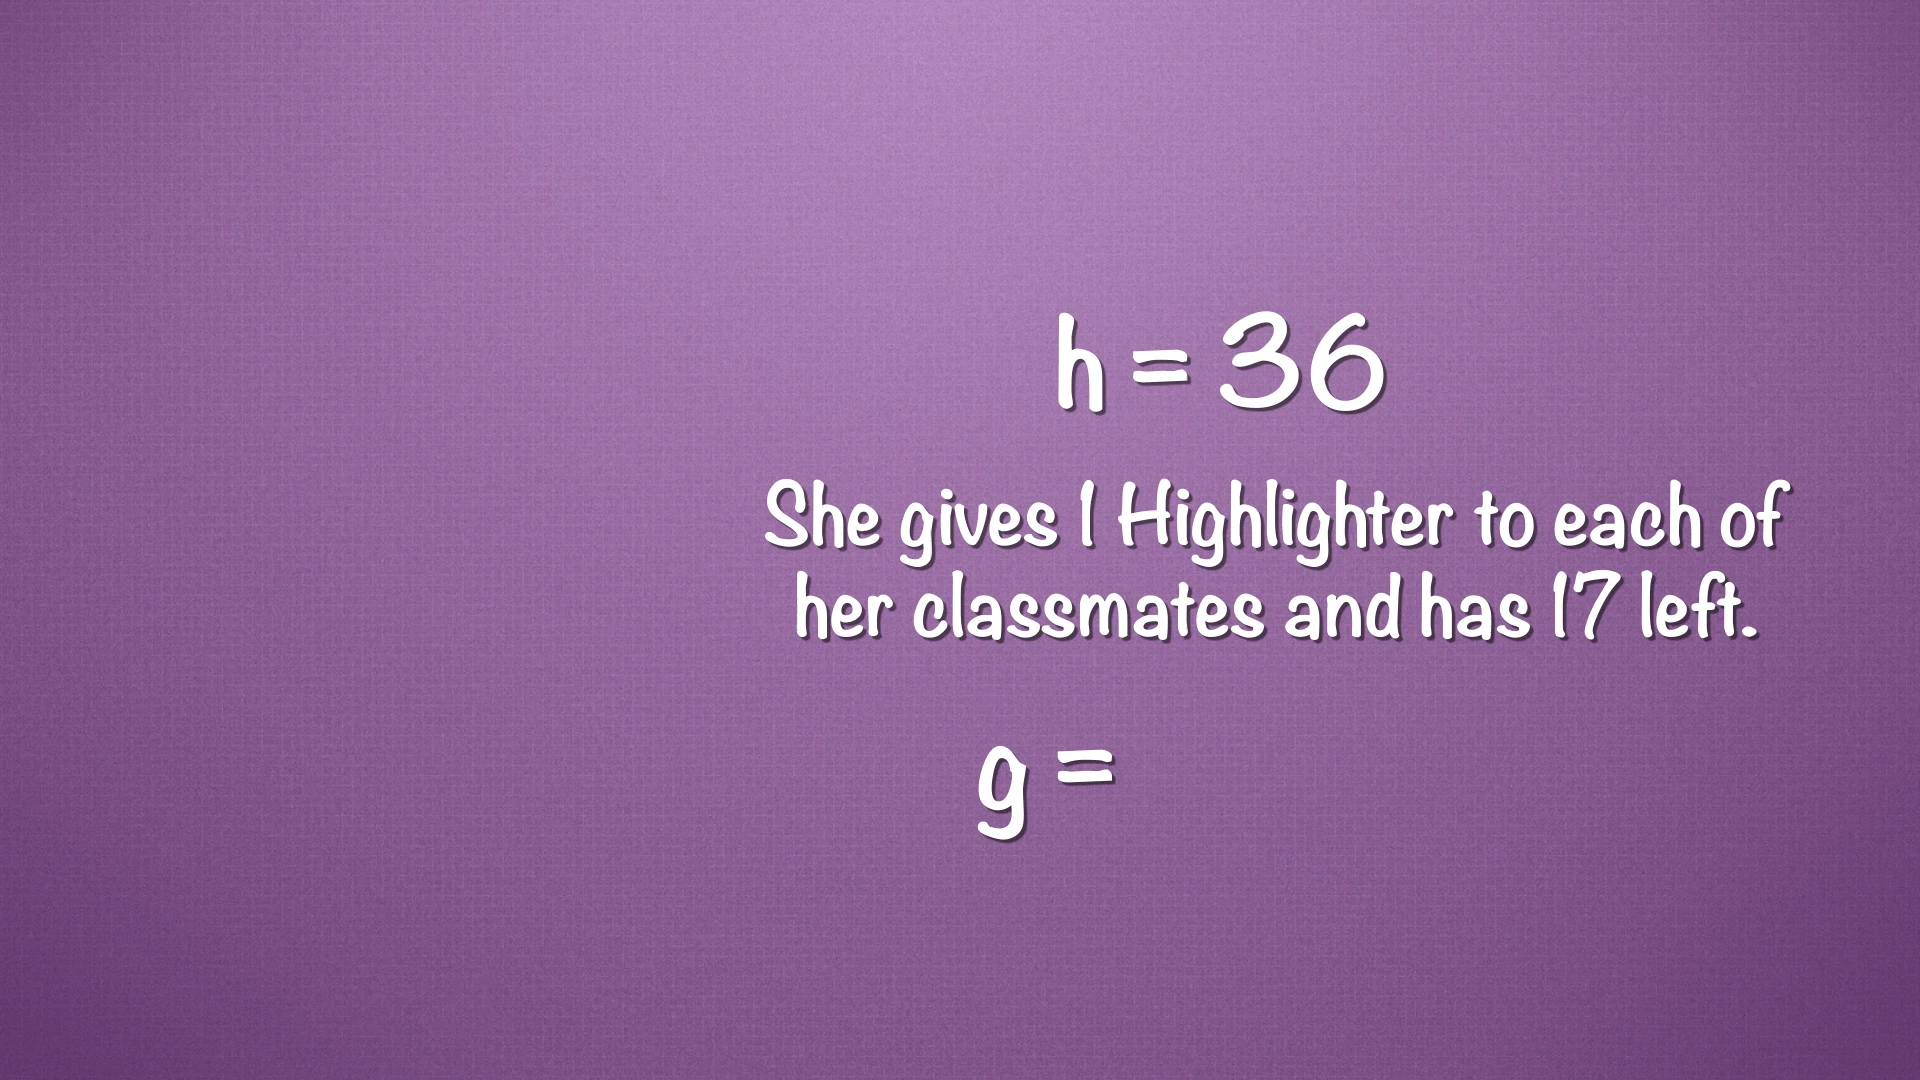 h = 36
She gives 1 Highlighter to each of
her classmates and has 17 left.
g =